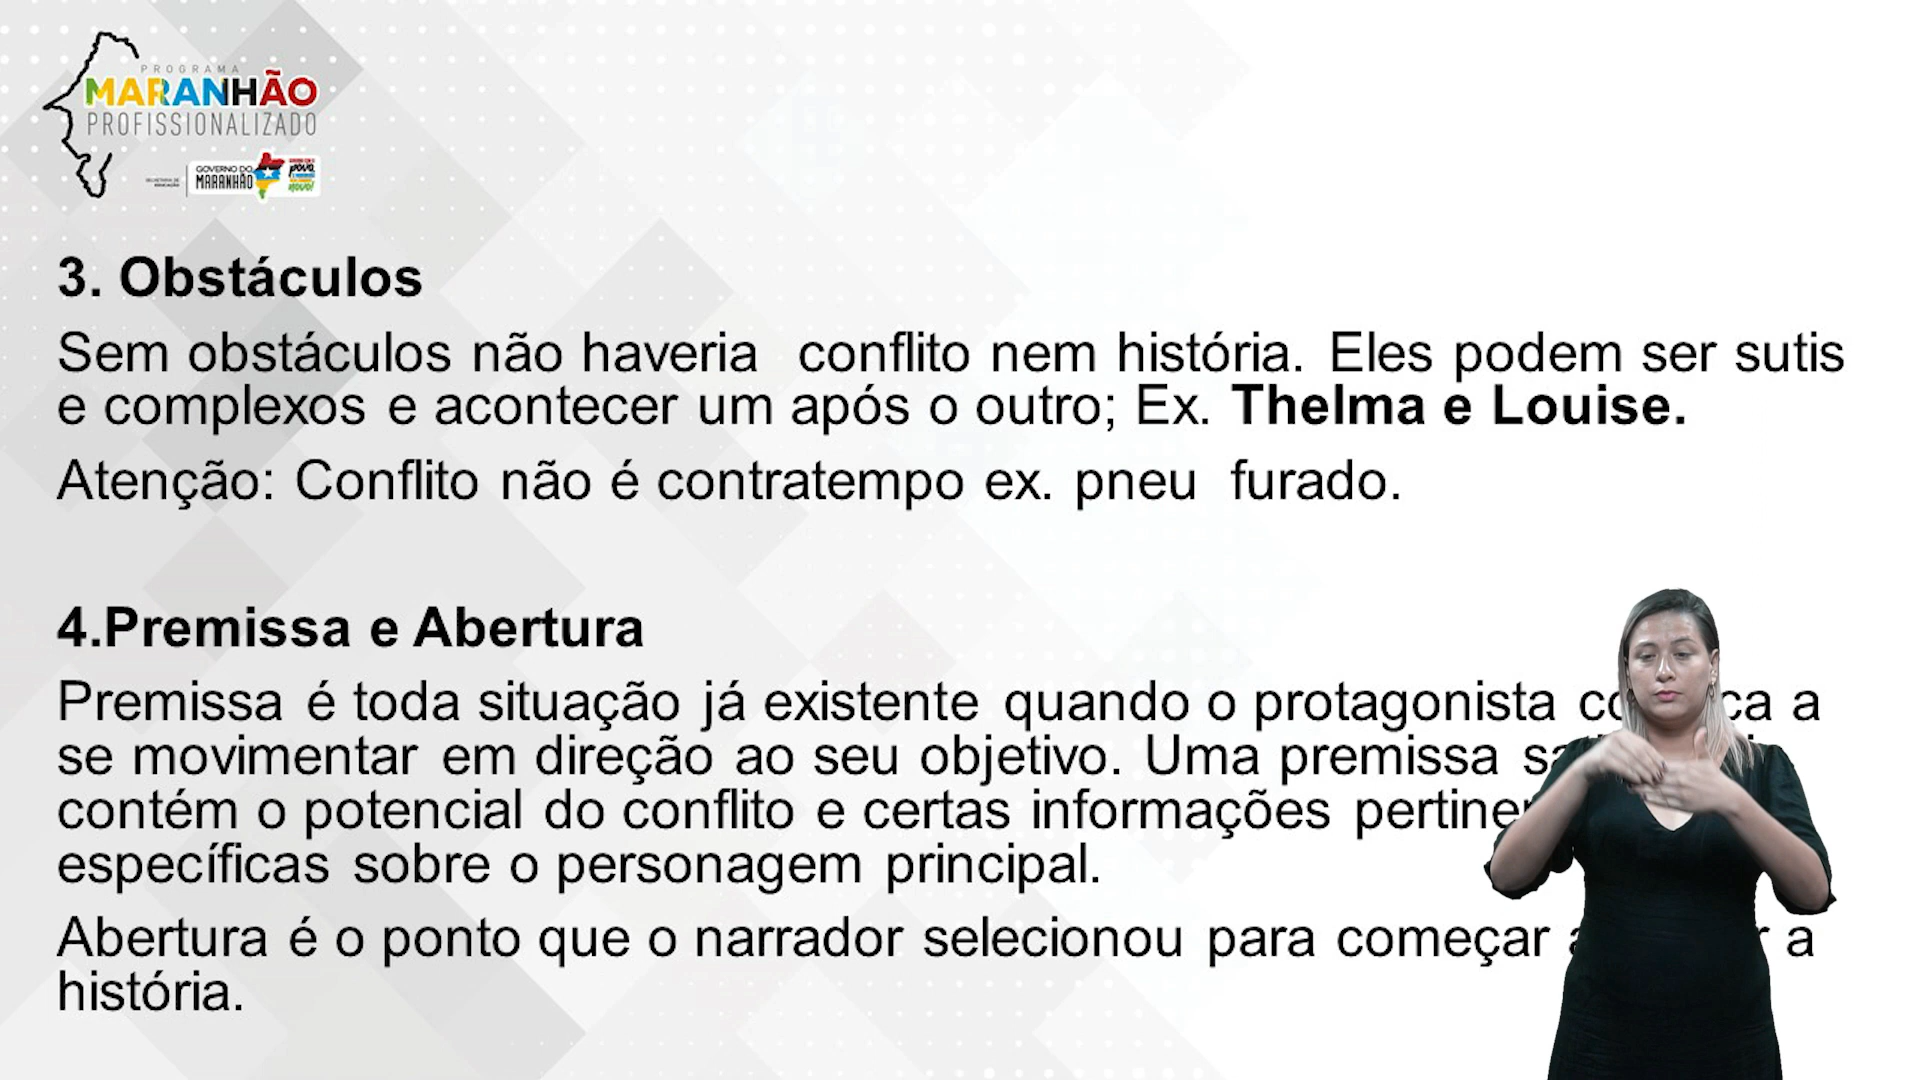 PROGRAMA
MARANHÃO
PROFISSIONALIZADO
SECRETARIA DE
EDUCAÇÃO
GOVERNO DO
MARANHÃO
3. Obstáculos
Sem obstáculos não haveria conflito nem história. Eles podem ser sutis
e complexos e acontecer um após o outro; Ex. Thelma e Louise.
Atenção: Conflito não é contratempo ex. pneu furado.
4.Premissa e Abertura
Premissa é toda situação já existente quando o protagonista a
se movimentar em direção ao seu objetivo. Uma premissa
contém o potencial do conflito e certas informações
específicas sobre o personagem principal.
Abertura é o ponto que o narrador selecionou para começar a
história.